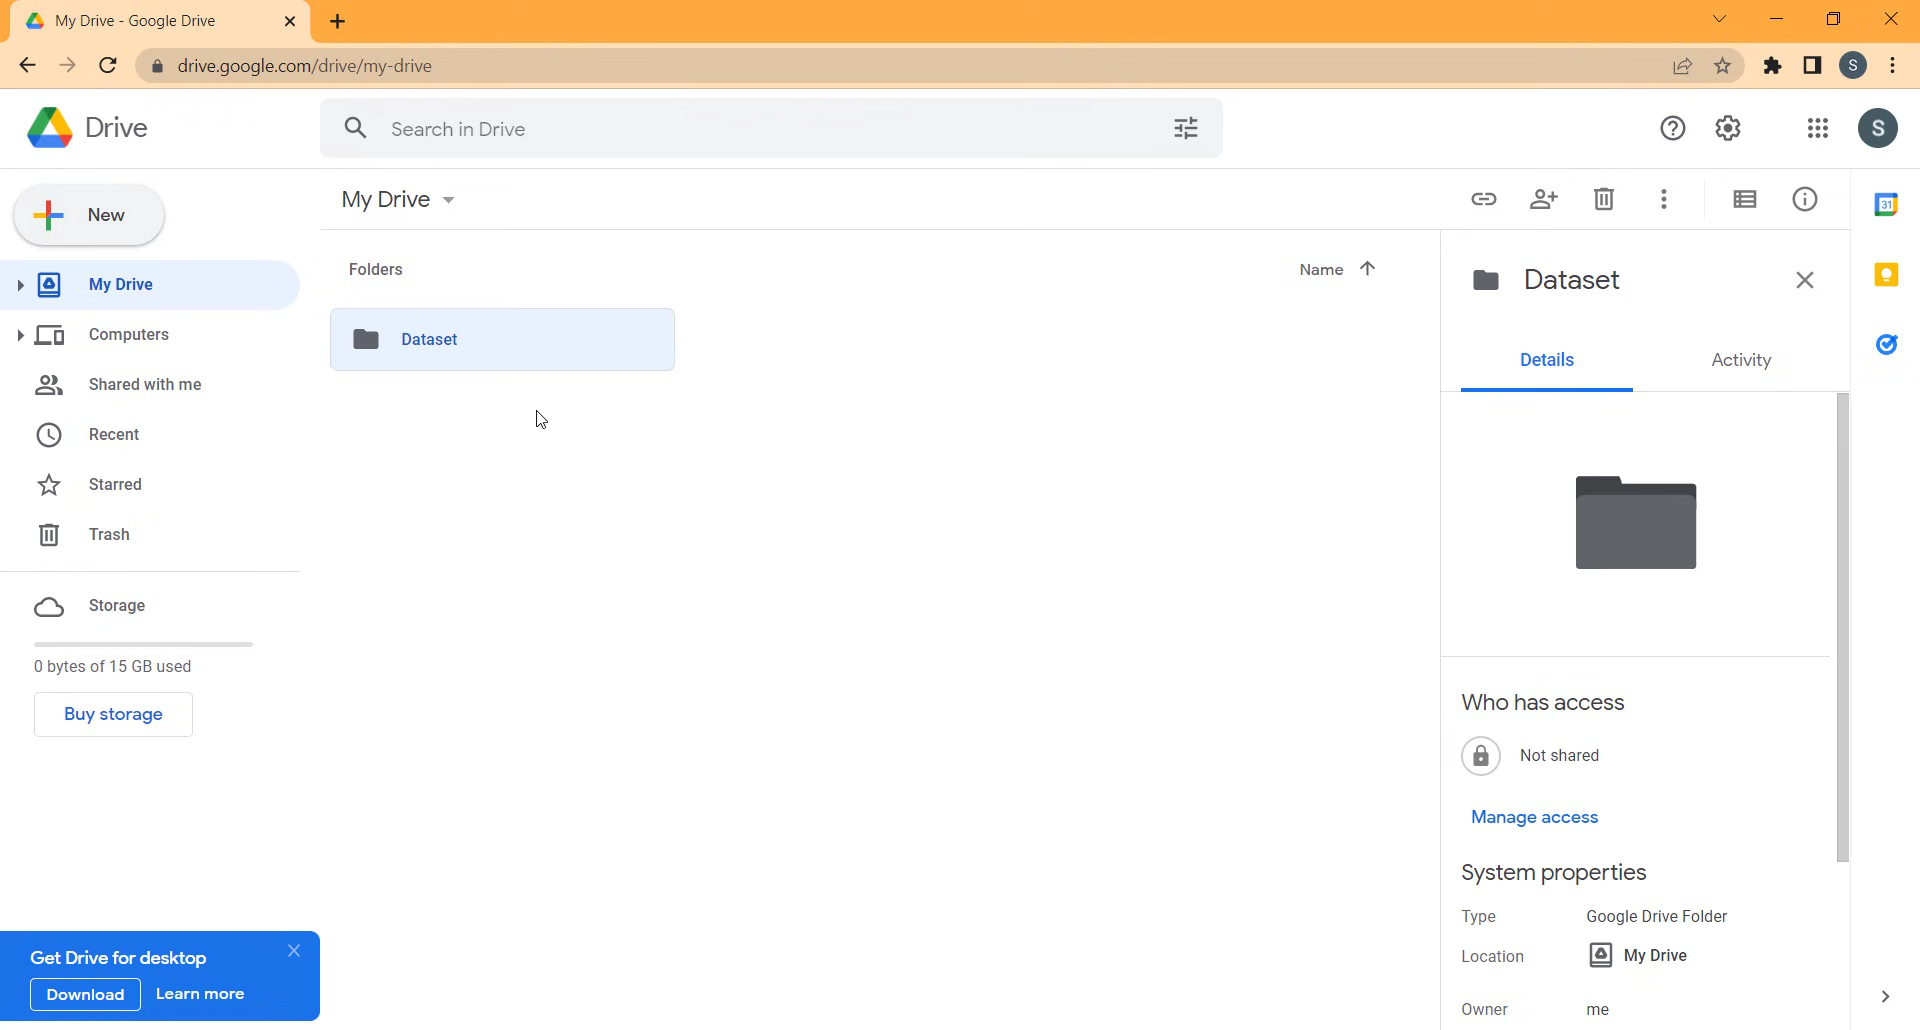 My Drive - Google Drive
drive.google.com/drive/my-drive
S
Drive
Search in Drive
S
New
My Drive
Computers
Shared with me
Recent
Starred
Trash
Storage
0 bytes of 15 GB used
Buy storage
Get Drive for desktop
Download Learn more
My Drive
Folders
Name
Dataset
Dataset
Details Activity
Who has access
Not shared
Manage access
System properties
Type Google Drive Folder
Location My Drive
Owner me
31